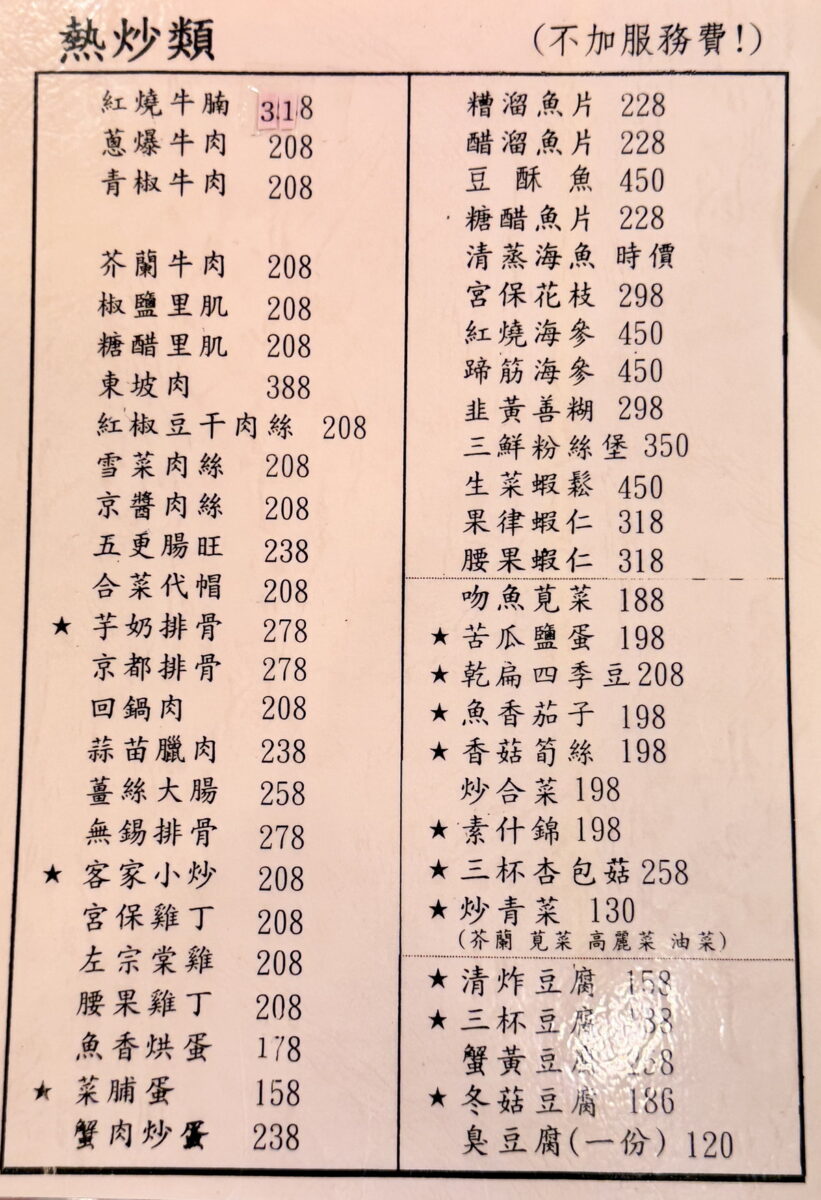 熱炒類
(不加服務費!)
紅燒牛腩 318
蔥爆牛肉 208
青椒牛肉 208
芥蘭牛肉 208
椒鹽里肌 208
糖醋里肌 208
東坡肉 388
紅椒豆干肉絲 208
雪菜肉絲 208
京醬肉絲 208
五更腸旺 238
合菜代帽 208
★ 芋奶排骨 278
京都排骨 278
回鍋肉 208
蒜苗臘肉 238
薑絲大腸 258
無錫排骨 278
★ 客家小炒 208
宮保雞丁 208
左宗棠雞 208
腰果雞丁 208
魚香烘蛋 178
★ 菜脯蛋 158
蟹肉炒蛋 238
糟溜魚片 228
醋溜魚片 228
豆酥魚 450
糖醋魚片 228
清蒸海魚 時價
宮保花枝 298
紅燒海參 450
蹄筋海參 450
韭黃善糊 298
三鮮粉絲堡 350
生菜蝦鬆 450
果律蝦仁 318
腰果蝦仁 318
吻魚莧菜 188
★ 苦瓜鹽蛋 198
★ 乾扁四季豆 208
★ 魚香茄子 198
★ 香菇筍絲 198
炒合菜 198
★ 素什錦 198
★ 三杯杏包菇 258
★ 炒青菜 130
(芥蘭 莧菜 高麗菜 油菜)
★ 清炸豆腐 158
★ 三杯豆腐
蟹黃豆腐
★ 冬菇豆腐 186
臭豆腐(一份) 120